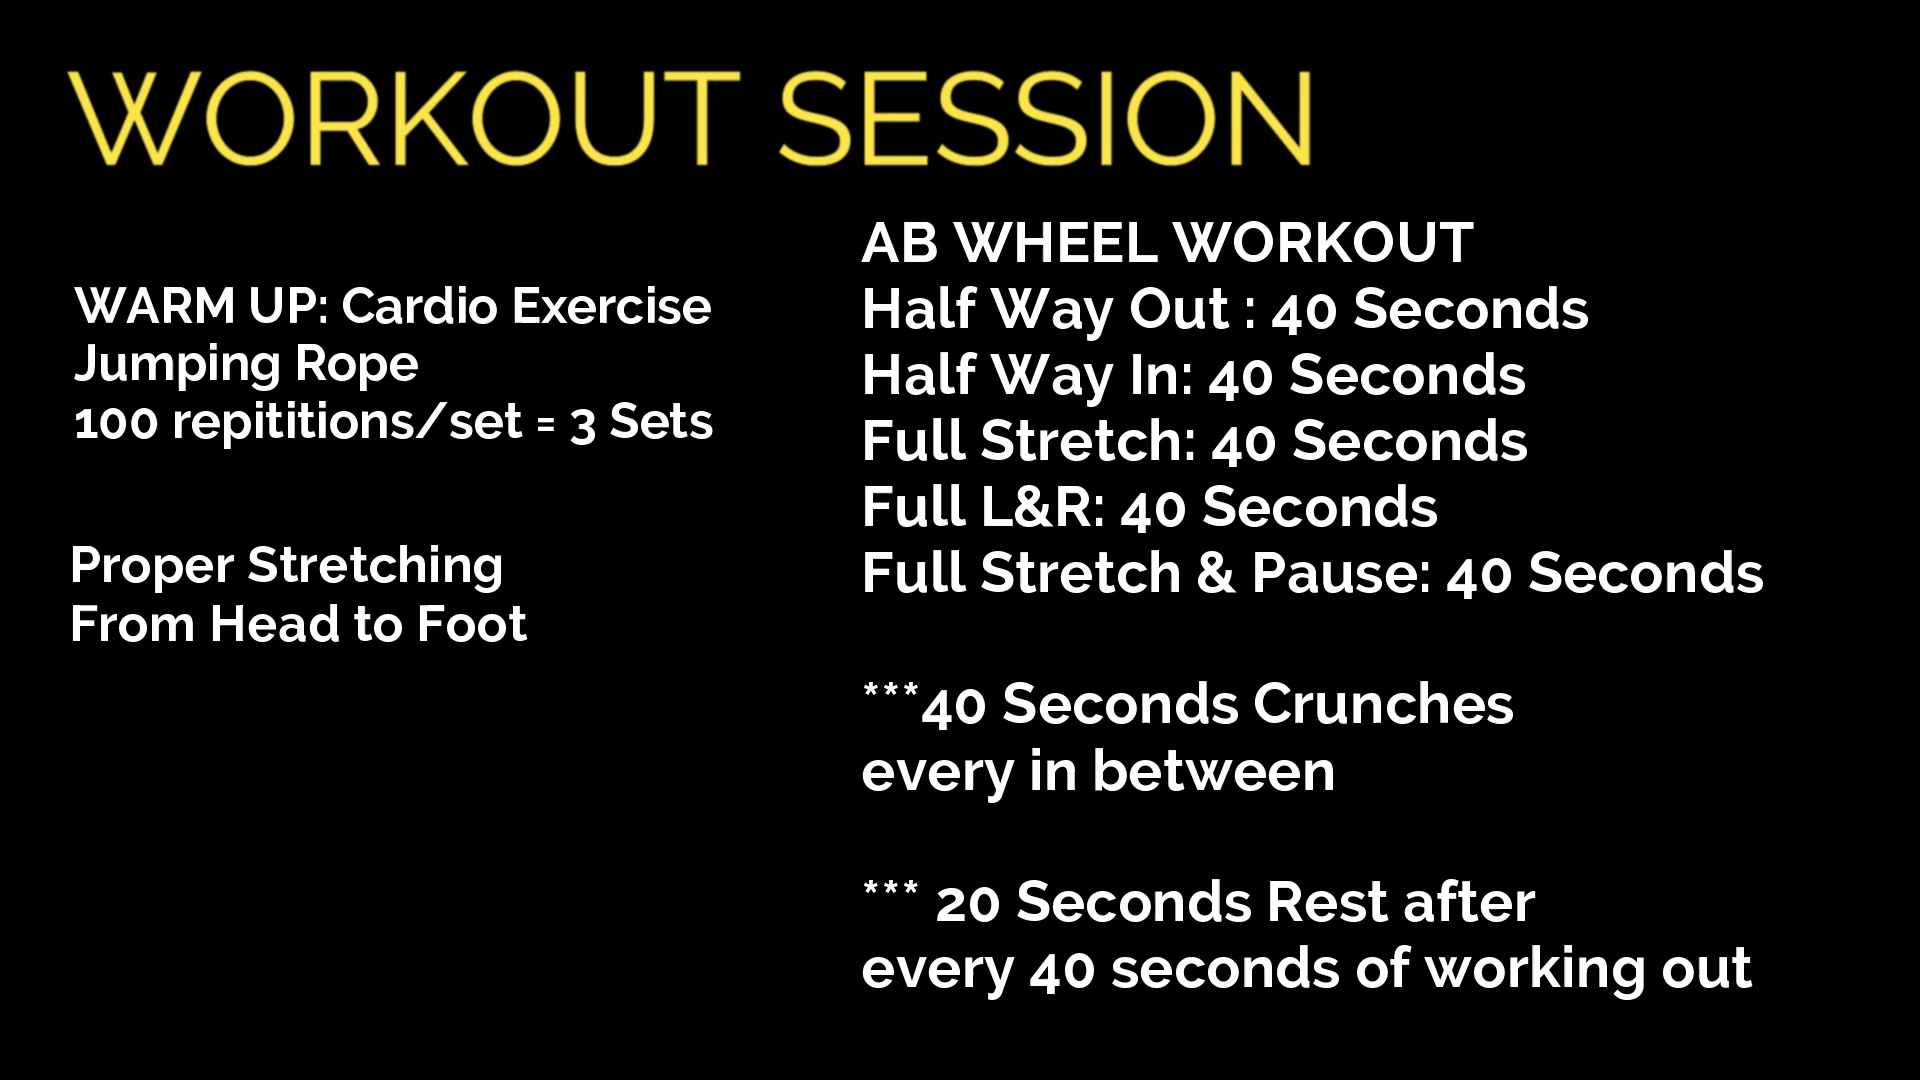 WORKOUT SESSION
WARM UP: Cardio Exercise
Jumping Rope
100 repititions/set = 3 Sets
Proper Stretching
From Head to Foot
AB WHEEL WORKOUT
Half Way Out : 40 Seconds
Half Way In: 40 Seconds
Full Stretch: 40 Seconds
Full L&R: 40 Seconds
Full Stretch & Pause: 40 Seconds
***40 Seconds Crunches
every in between
*** 20 Seconds Rest after
every 40 seconds of working out